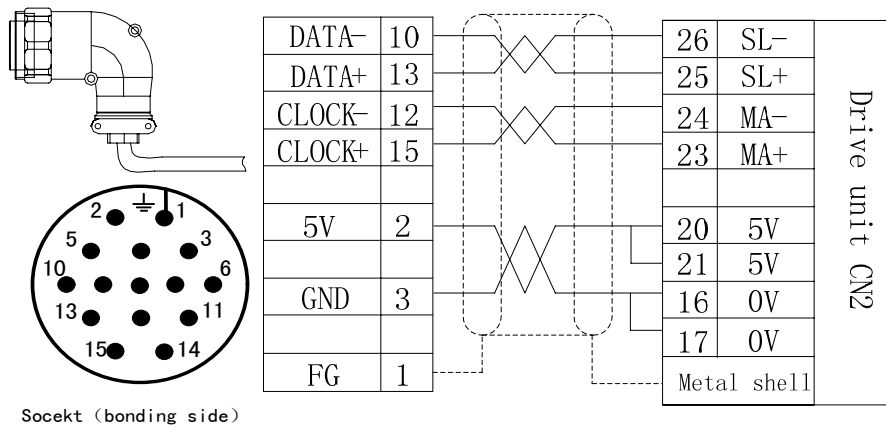 DATA- 10
DATA+ 13
CLOCK- 12
CLOCK+ 15
5V 2
GND 3
FG 1
26 SL-
25 SL+
24 MA-
23 MA+
20 5V
21 5V
16 0V
17 0V
Metal shell
Drive unit CN2
2 1
5 3
10 6
13 11
15 14
Socekt（bonding side）